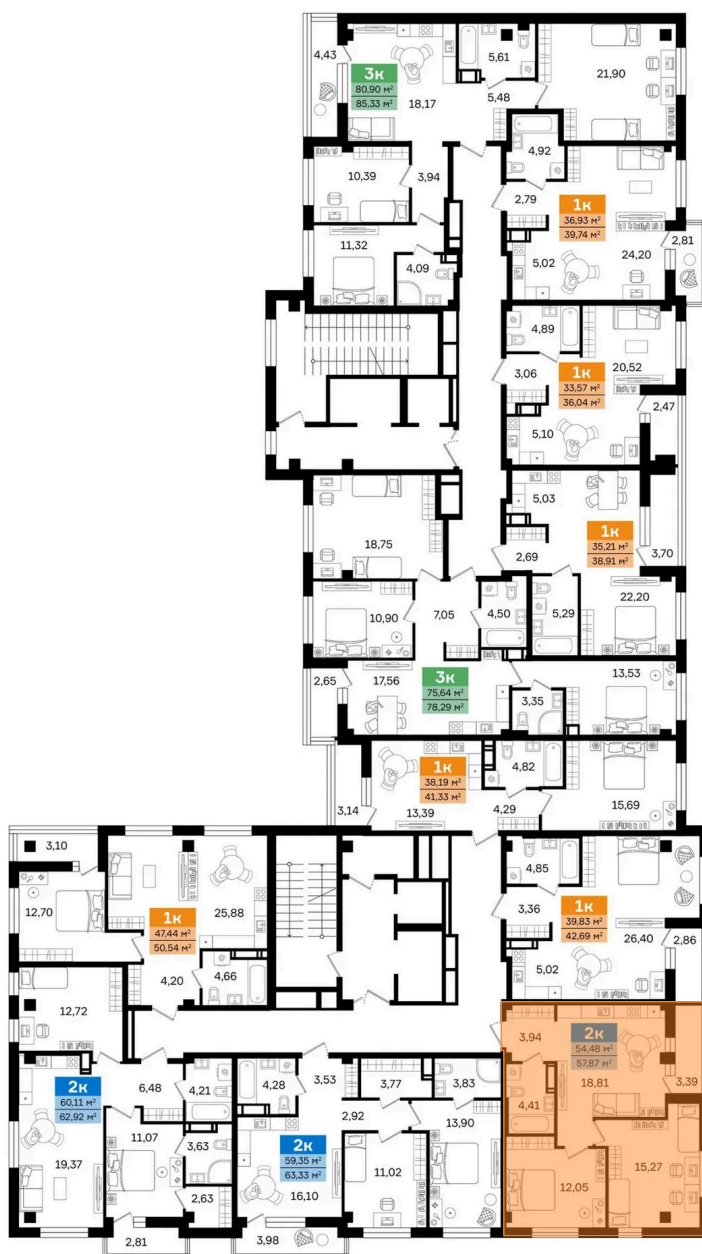 4,43
3к
80,90 м²
85,33 м²
18,17
5,61
5,48
21,90
10,39
3,94
4,92
2,79
1к
36,93 м²
39,74 м²
2,81
11,32
4,09
5,02
24,20
4,89
3,06
1к
33,57 м²
36,04 м²
20,52
2,47
5,10
18,75
5,03
1к
35,21 м²
38,91 м²
2,69
3,70
10,90
7,05
4,50
5,29
22,20
2,65
17,56
3к
75,64 м²
78,29 м²
3,35
13,53
1к
38,19 м²
41,33 м²
4,82
3,14
13,39
4,29
15,69
3,10
12,70
1к
47,44 м²
50,54 м²
25,88
4,85
3,36
1к
39,83 м²
42,69 м²
26,40
2,86
4,20
4,66
5,02
12,72
3,94
2к
54,48 м²
57,87 м²
18,81
3,39
4,41
2к
60,11 м²
62,92 м²
6,48
4,21
4,28
3,53
3,77
3,83
2,92
19,37
11,07
3,63
2,63
2к
59,35 м²
63,33 м²
16,10
11,02
13,90
12,05
15,27
2,81
3,98